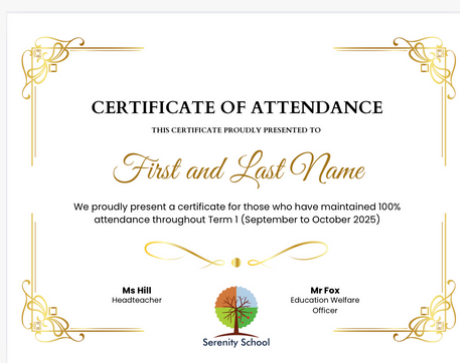 CERTIFICATE OF ATTENDANCE
THIS CERTIFICATE PROUDLY PRESENTED TO
First and Last Name
We proudly present a certificate for those who have maintained 100%
attendance throughout Term 1 (September to October 2025)
Ms Hill
Headteacher
Mr Fox
Education Welfare
Officer
Serenity School